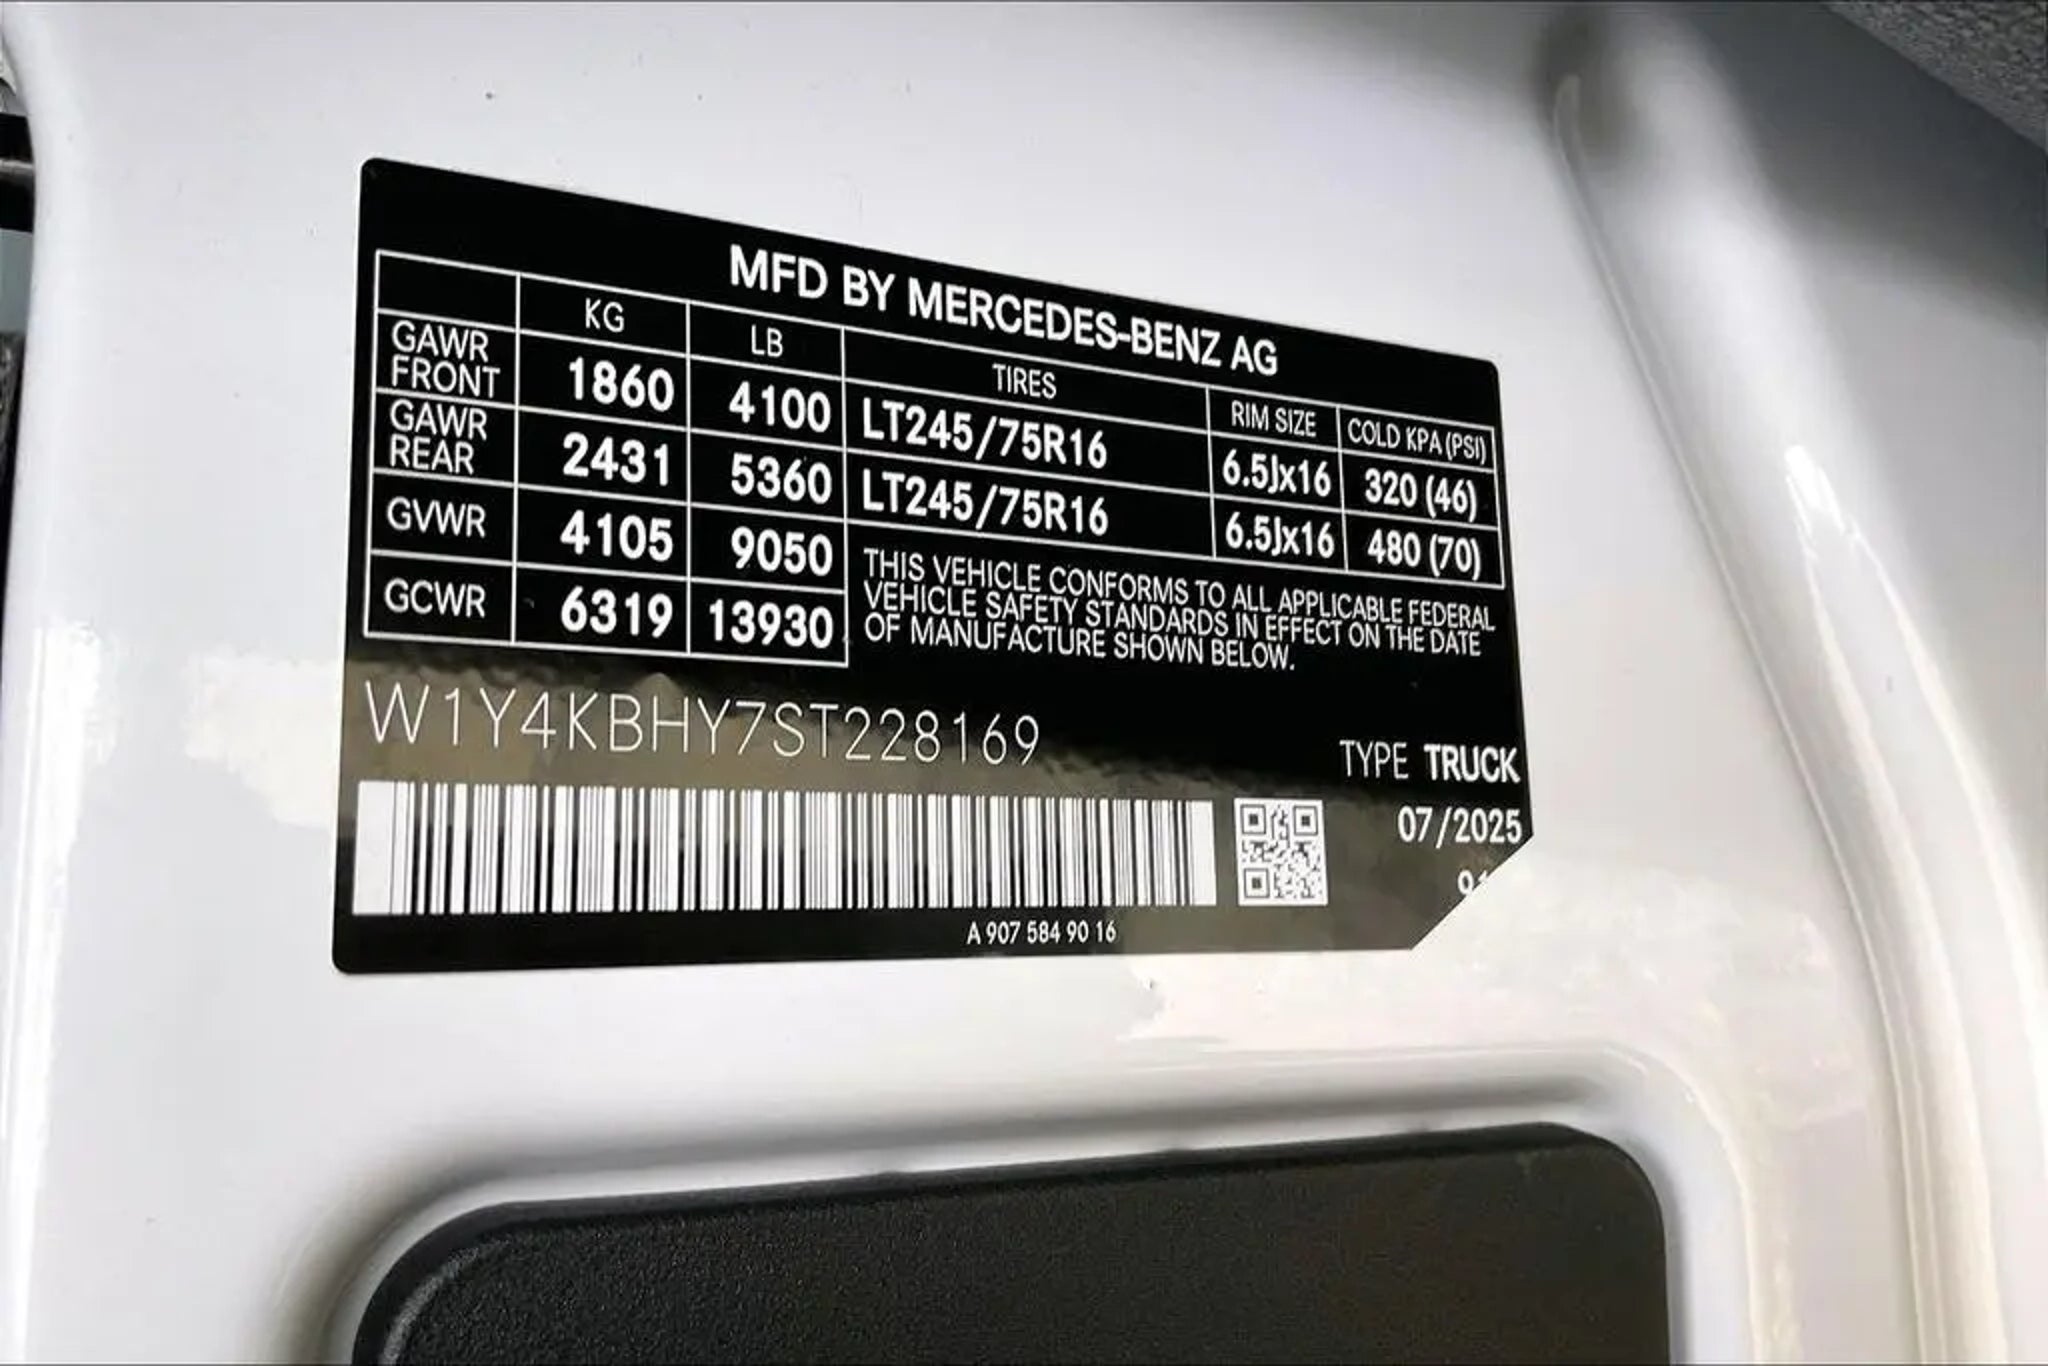 MFD BY MERCEDES-BENZ AG
KG LB TIRES RIM SIZE COLD KPA (PSI)
GAWR FRONT 1860 4100 LT245/75R16 6.5Jx16 320 (46)
GAWR REAR 2431 5360 LT245/75R16 6.5Jx16 480 (70)
GVWR 4105 9050
GCWR 6319 13930
THIS VEHICLE CONFORMS TO ALL APPLICABLE FEDERAL
VEHICLE SAFETY STANDARDS IN EFFECT ON THE DATE
OF MANUFACTURE SHOWN BELOW.
W1Y4KBHY7ST228169
TYPE TRUCK
07/2025
A 907 584 90 16